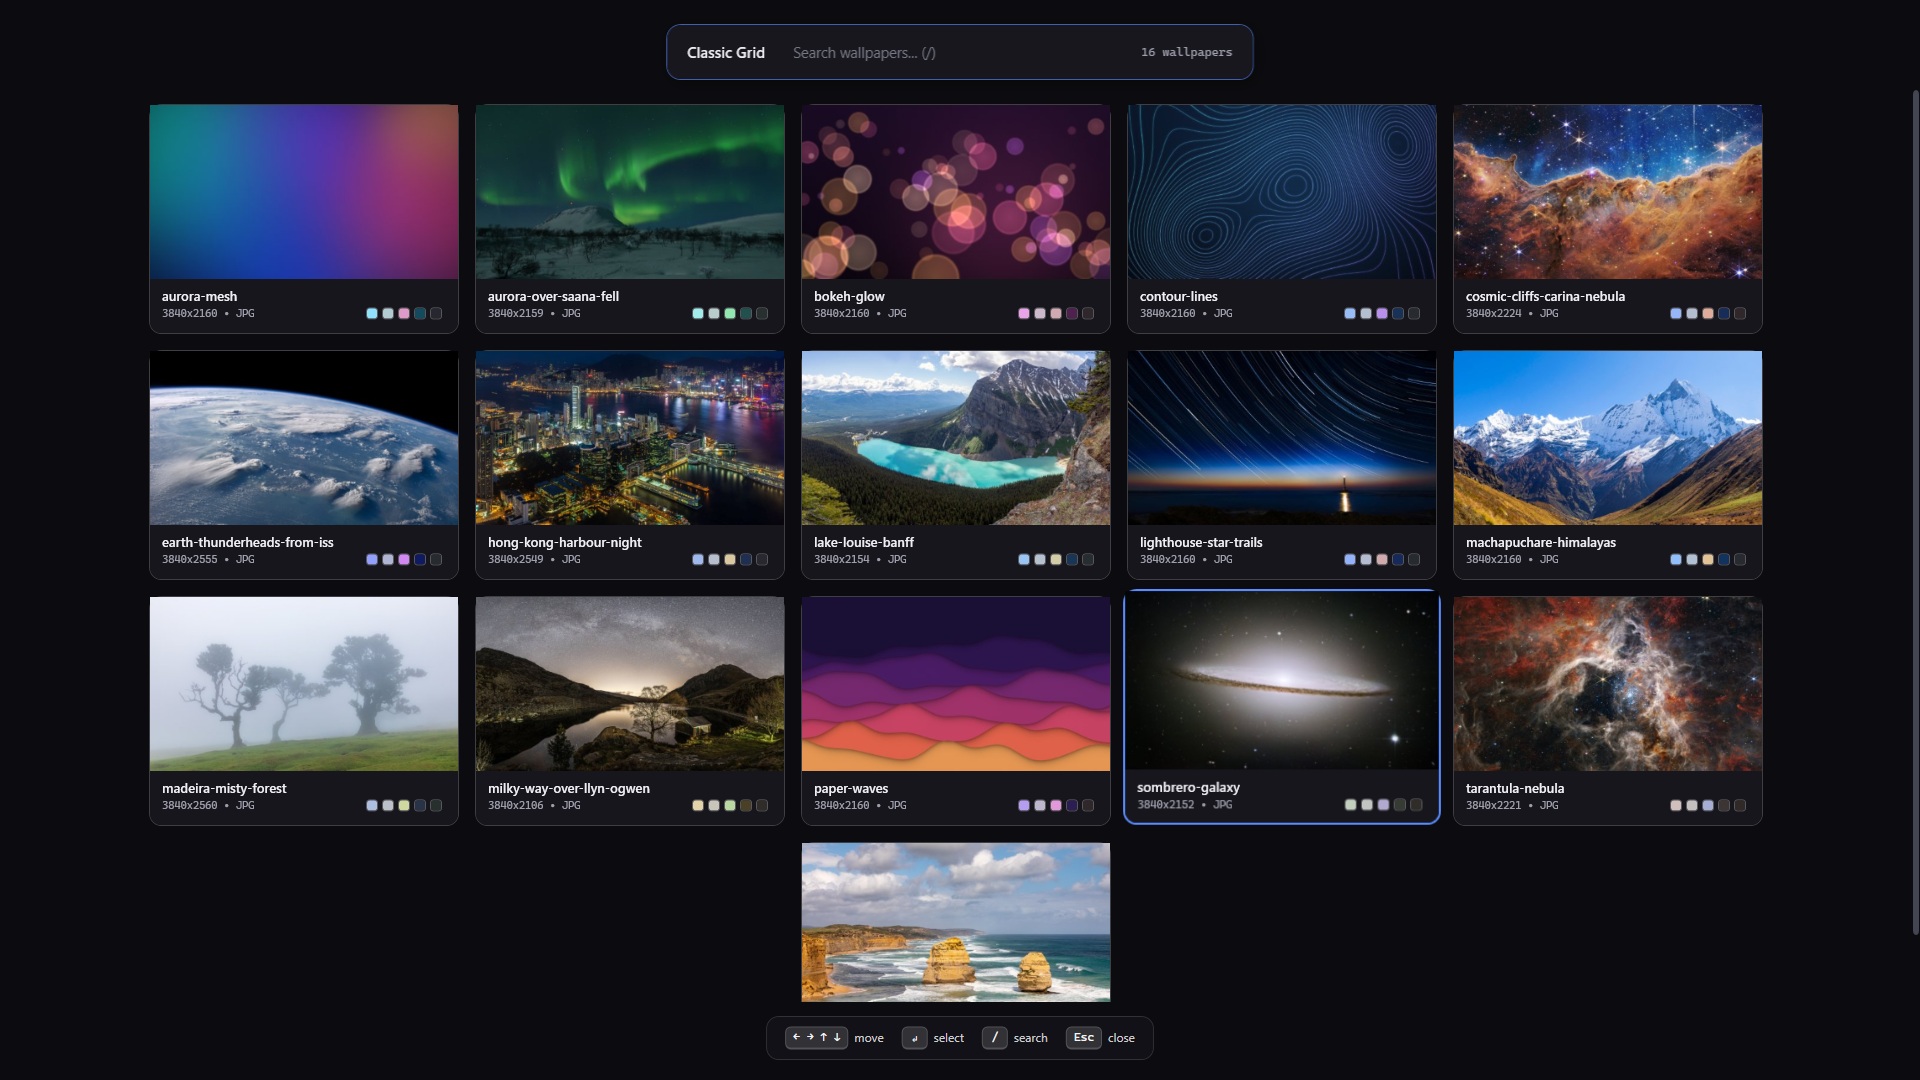 Classic Grid Search wallpapers... (/) 16 wallpapers
aurora-mesh
3840x2160 • JPG
aurora-over-saana-fell
3840x2159 • JPG
bokeh-glow
3840x2160 • JPG
contour-lines
3840x2160 • JPG
cosmic-cliffs-carina-nebula
3840x2224 • JPG
earth-thunderheads-from-iss
3840x2555 • JPG
hong-kong-harbour-night
3840x2549 • JPG
lake-louise-banff
3840x2154 • JPG
lighthouse-star-trails
3840x2160 • JPG
machapuchare-himalayas
3840x2160 • JPG
madeira-misty-forest
3840x2560 • JPG
milky-way-over-llyn-ogwen
3840x2106 • JPG
paper-waves
3840x2160 • JPG
sombrero-galaxy
3840x2152 • JPG
tarantula-nebula
3840x2221 • JPG
← → ↑ ↓ move ↲ select / search Esc close